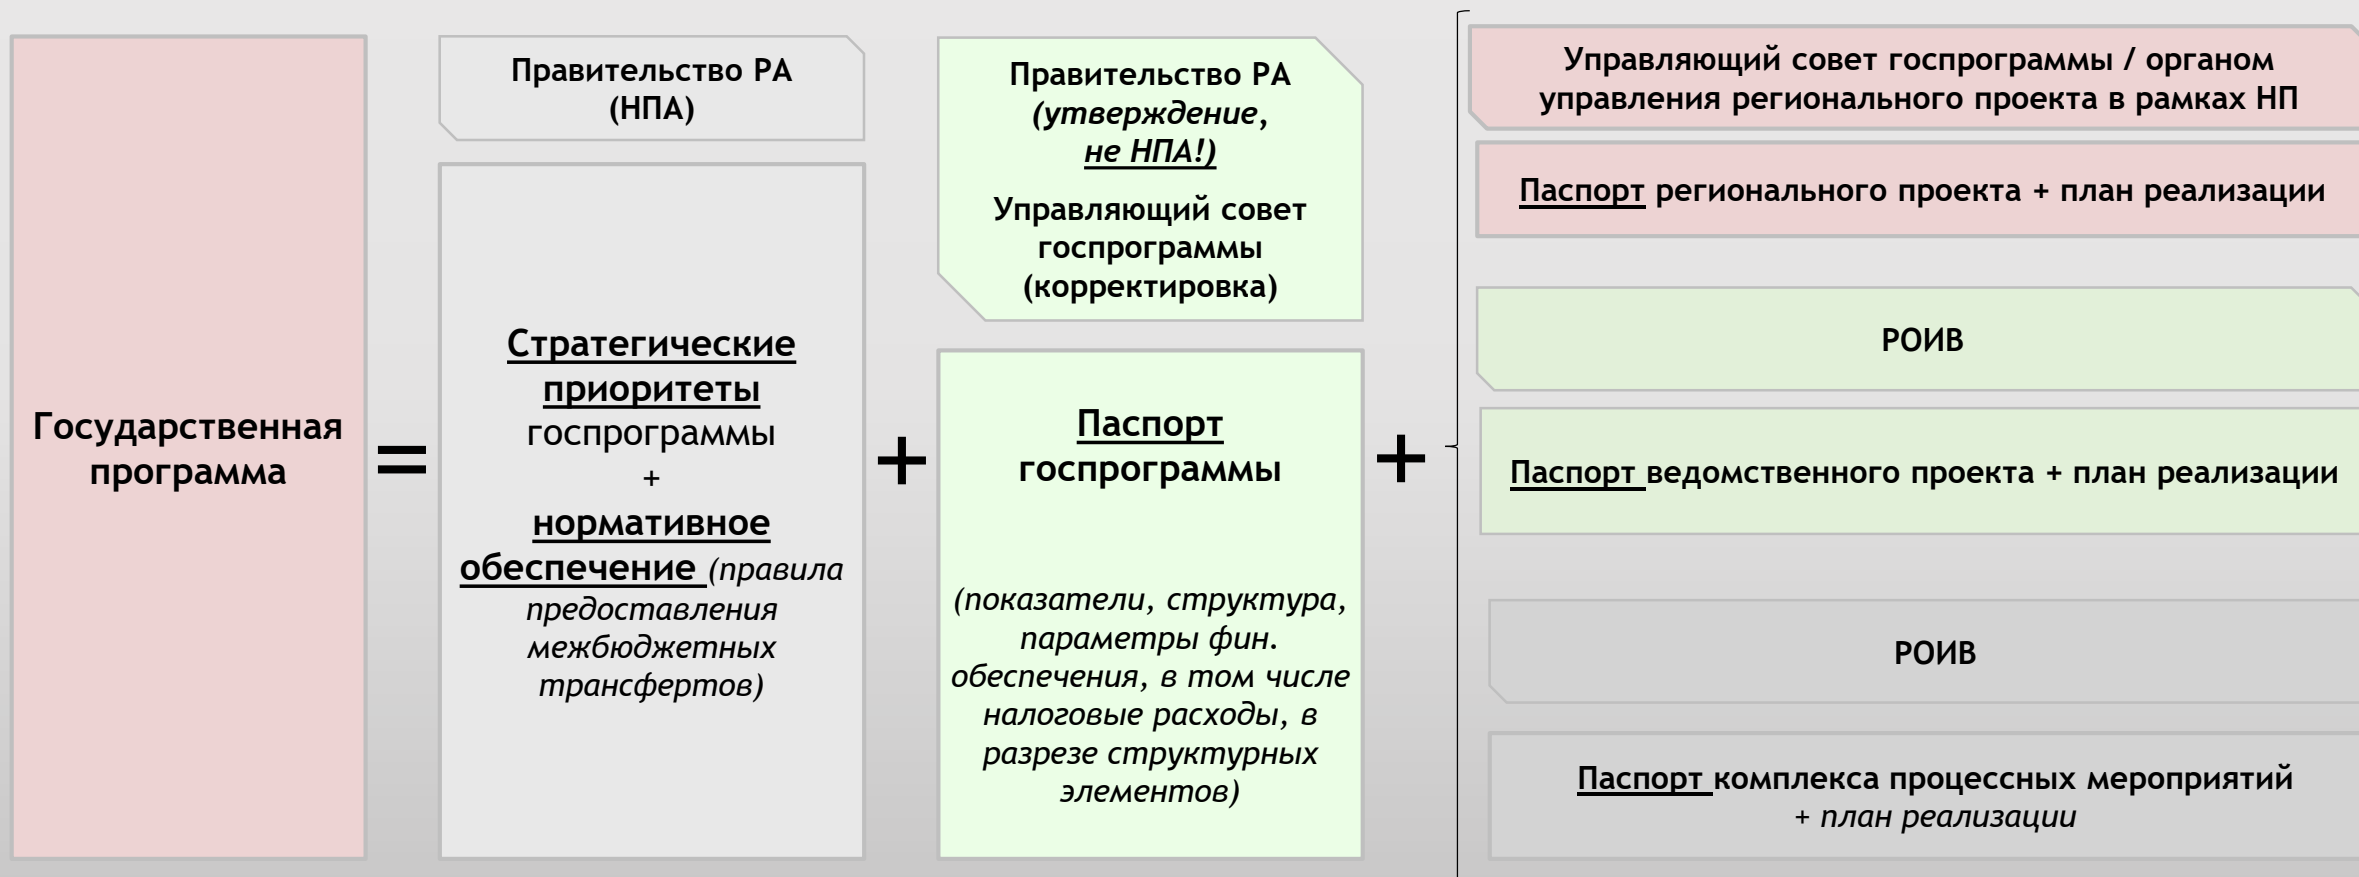 Государственная
программа
=
Правительство РА
(НПА)
Стратегические
приоритеты
госпрограммы
+
нормативное
обеспечение (правила
предоставления
межбюджетных
трансфертов)
+
Правительство РА
(утверждение,
не НПА!)
Управляющий совет
госпрограммы
(корректировка)
Паспорт
госпрограммы
(показатели, структура,
параметры фин.
обеспечения, в том числе
налоговые расходы, в
разрезе структурных
элементов)
+
Управляющий совет госпрограммы / органом
управления регионального проекта в рамках НП
Паспорт регионального проекта + план реализации
РОИВ
Паспорт ведомственного проекта + план реализации
РОИВ
Паспорт комплекса процессных мероприятий
+ план реализации